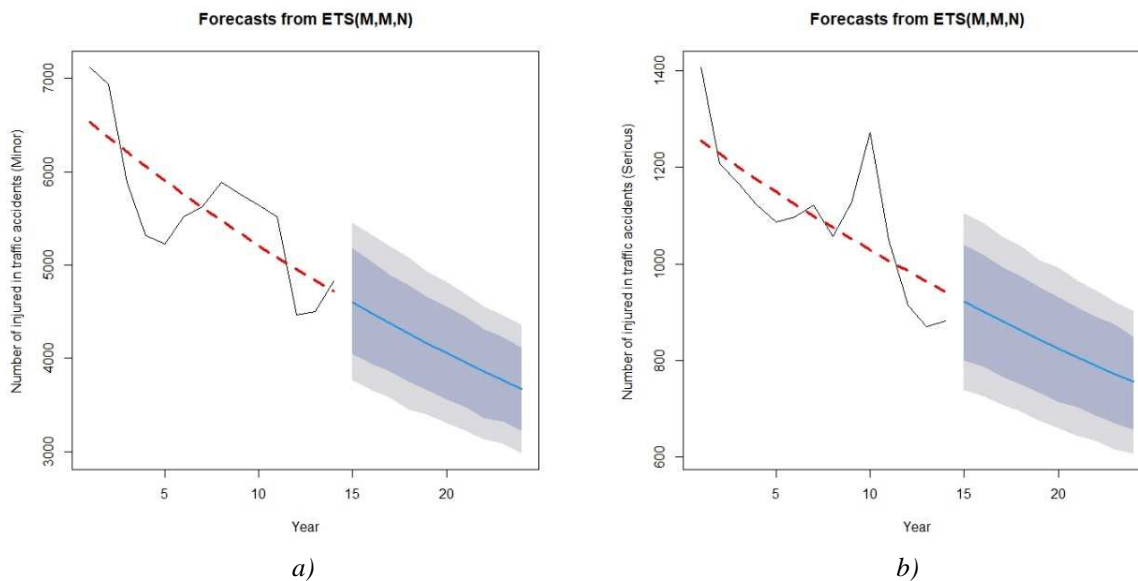 Forecasts from ETS(M,M,N)
Number of injured in traffic accidents (Minor)
7000
6000
5000
4000
3000
5
10
15
20
Year
a)
Forecasts from ETS(M,M,N)
Number of injured in traffic accidents (Serious)
1400
1200
1000
800
600
5
10
15
20
Year
b)